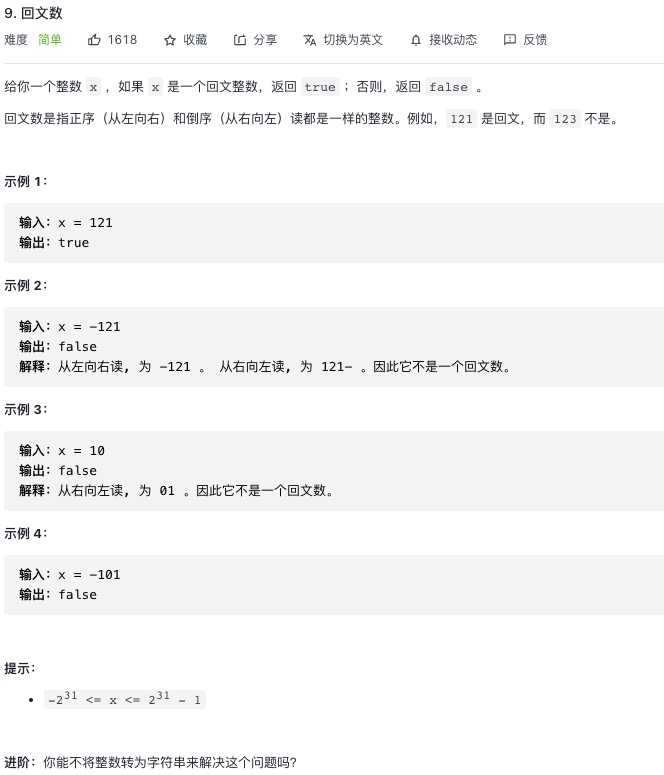 9. 回文数
难度 简单 1618 收藏 分享 切换为英文 接收动态 反馈
给你一个整数 x ，如果 x 是一个回文整数，返回 true ；否则，返回 false 。
回文数是指正序（从左向右）和倒序（从右向左）读都是一样的整数。例如，121 是回文，而 123 不是。
示例 1：
输入：x = 121
输出：true
示例 2：
输入：x = -121
输出：false
解释：从左向右读, 为 -121 。 从右向左读, 为 121- 。因此它不是一个回文数。
示例 3：
输入：x = 10
输出：false
解释：从右向左读, 为 01 。因此它不是一个回文数。
示例 4：
输入：x = -101
输出：false
提示：
• -2³¹ <= x <= 2³¹ - 1
进阶：你能不将整数转为字符串来解决这个问题吗？